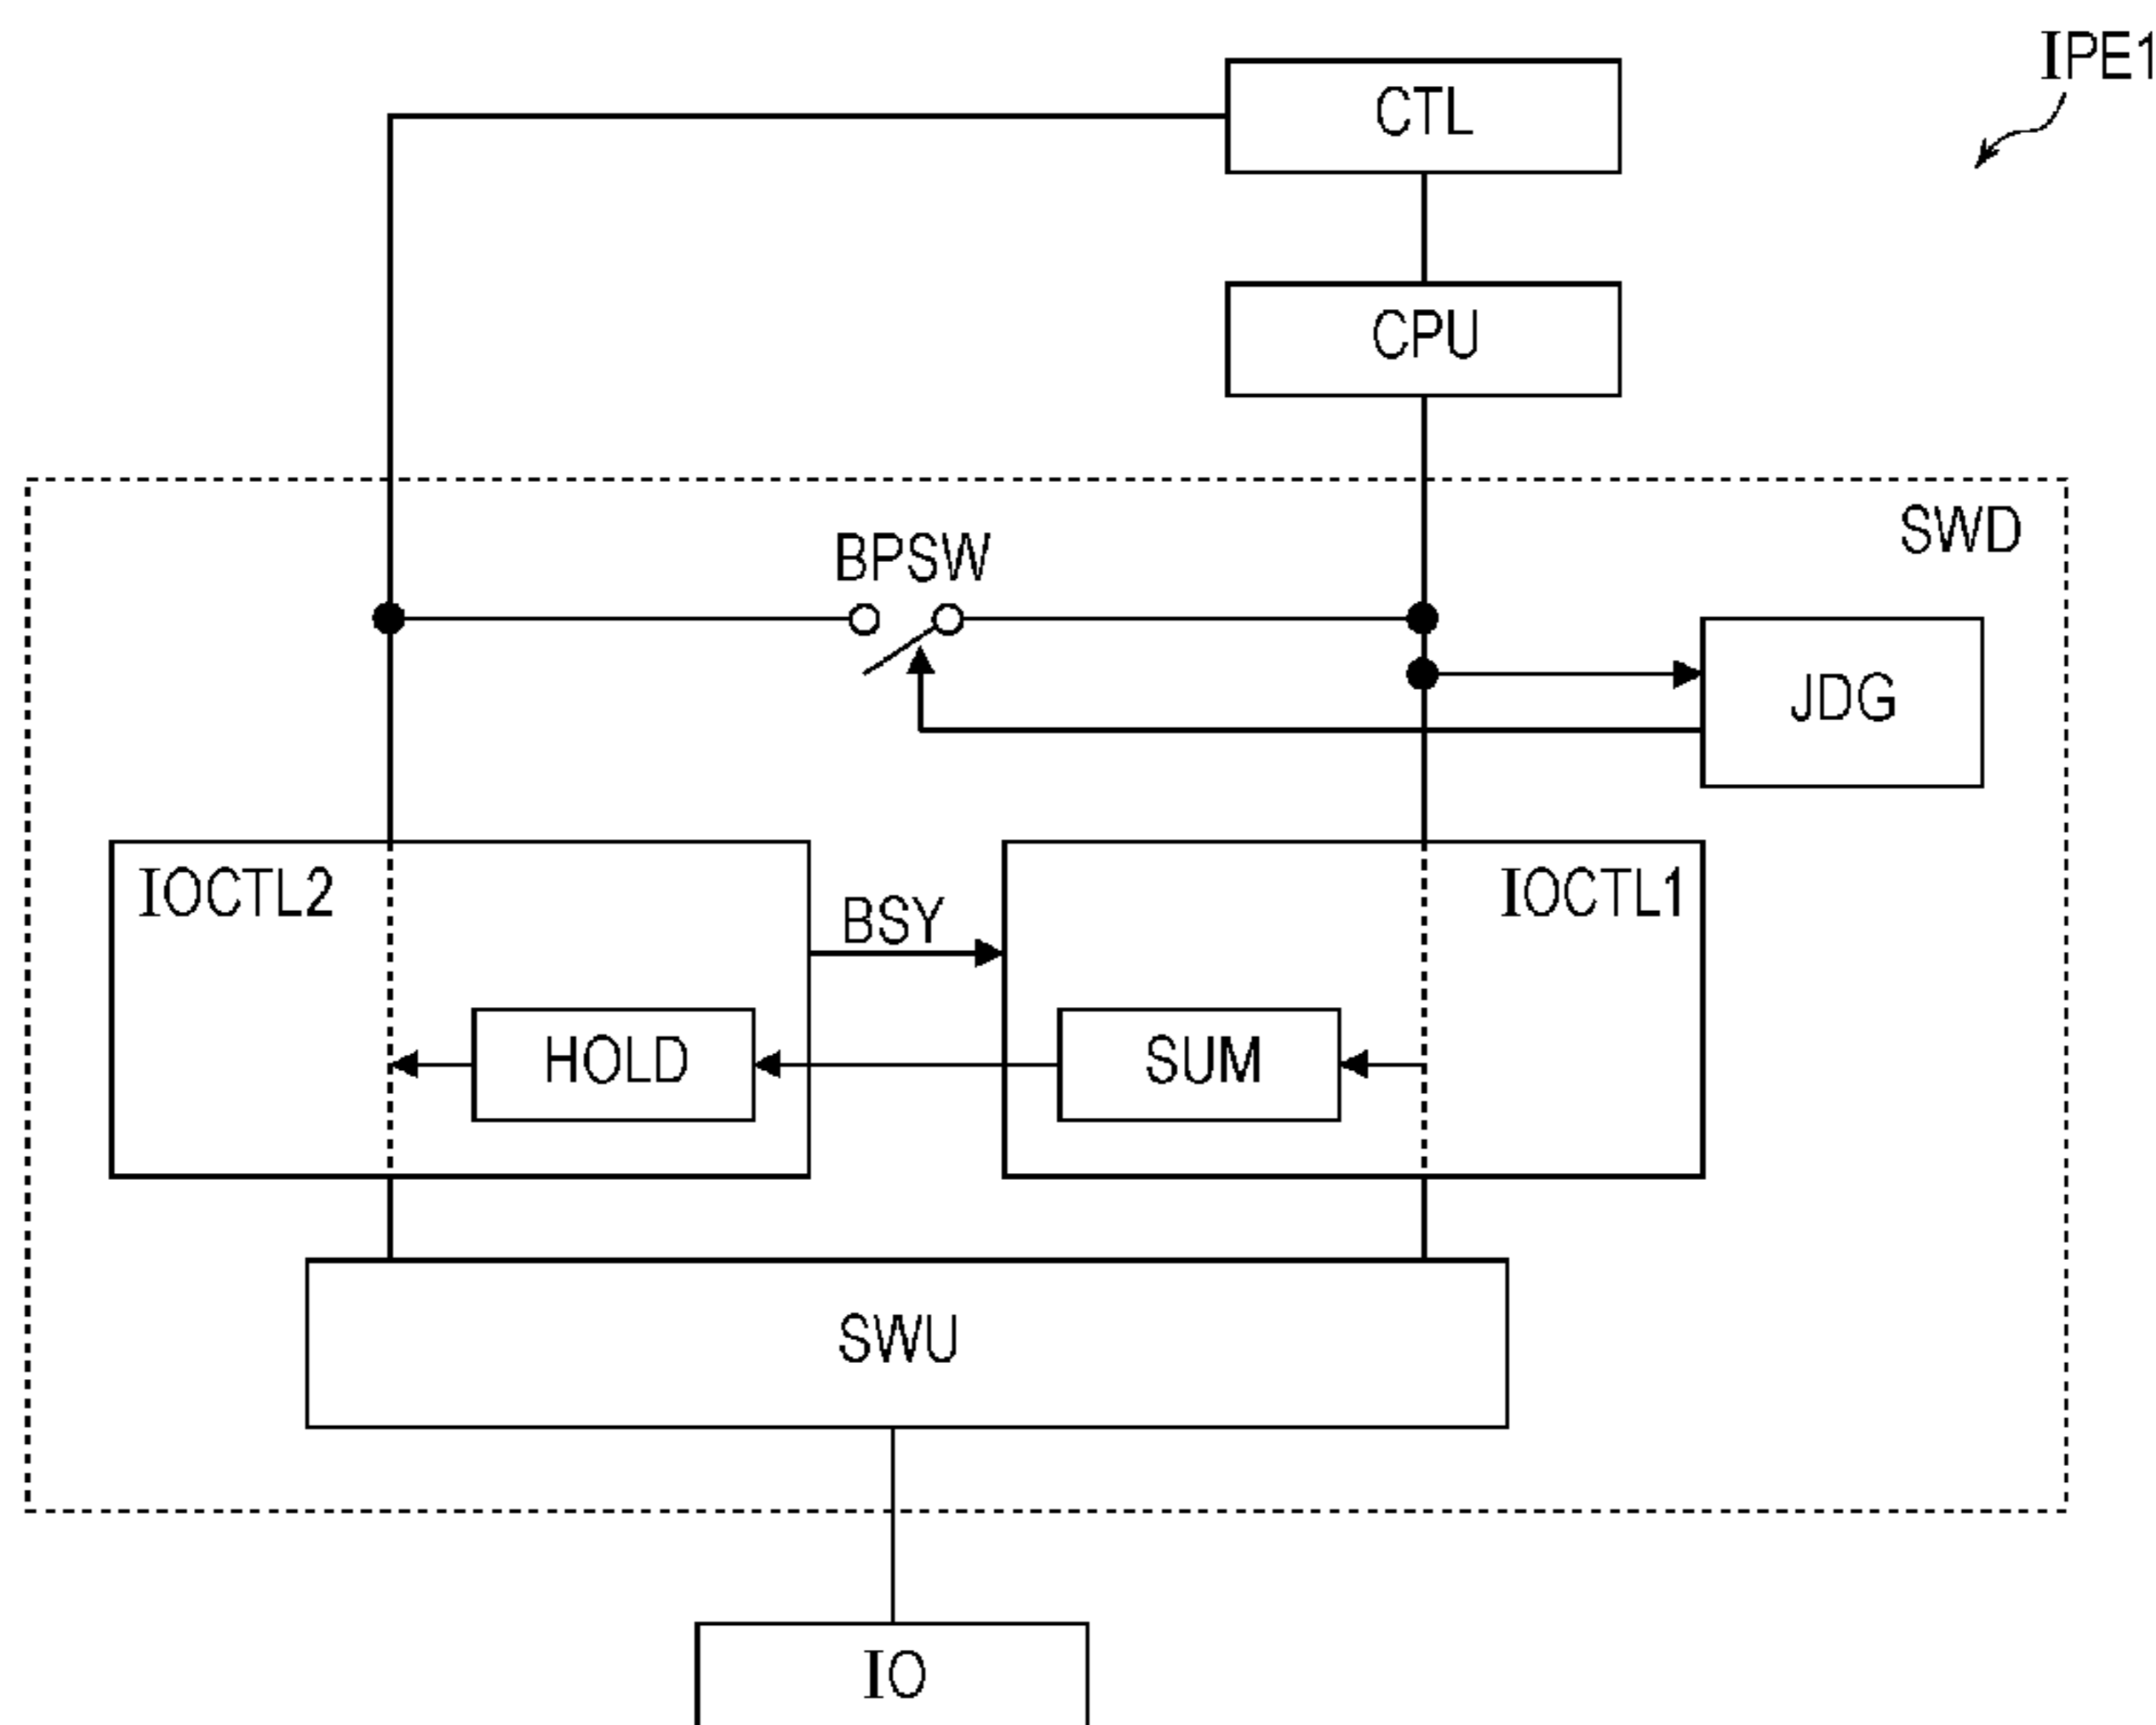 IPE1
CTL
CPU
SWD
BPSW
JDG
IOCTL2
BSY
IOCTL1
HOLD
SUM
SWU
IO